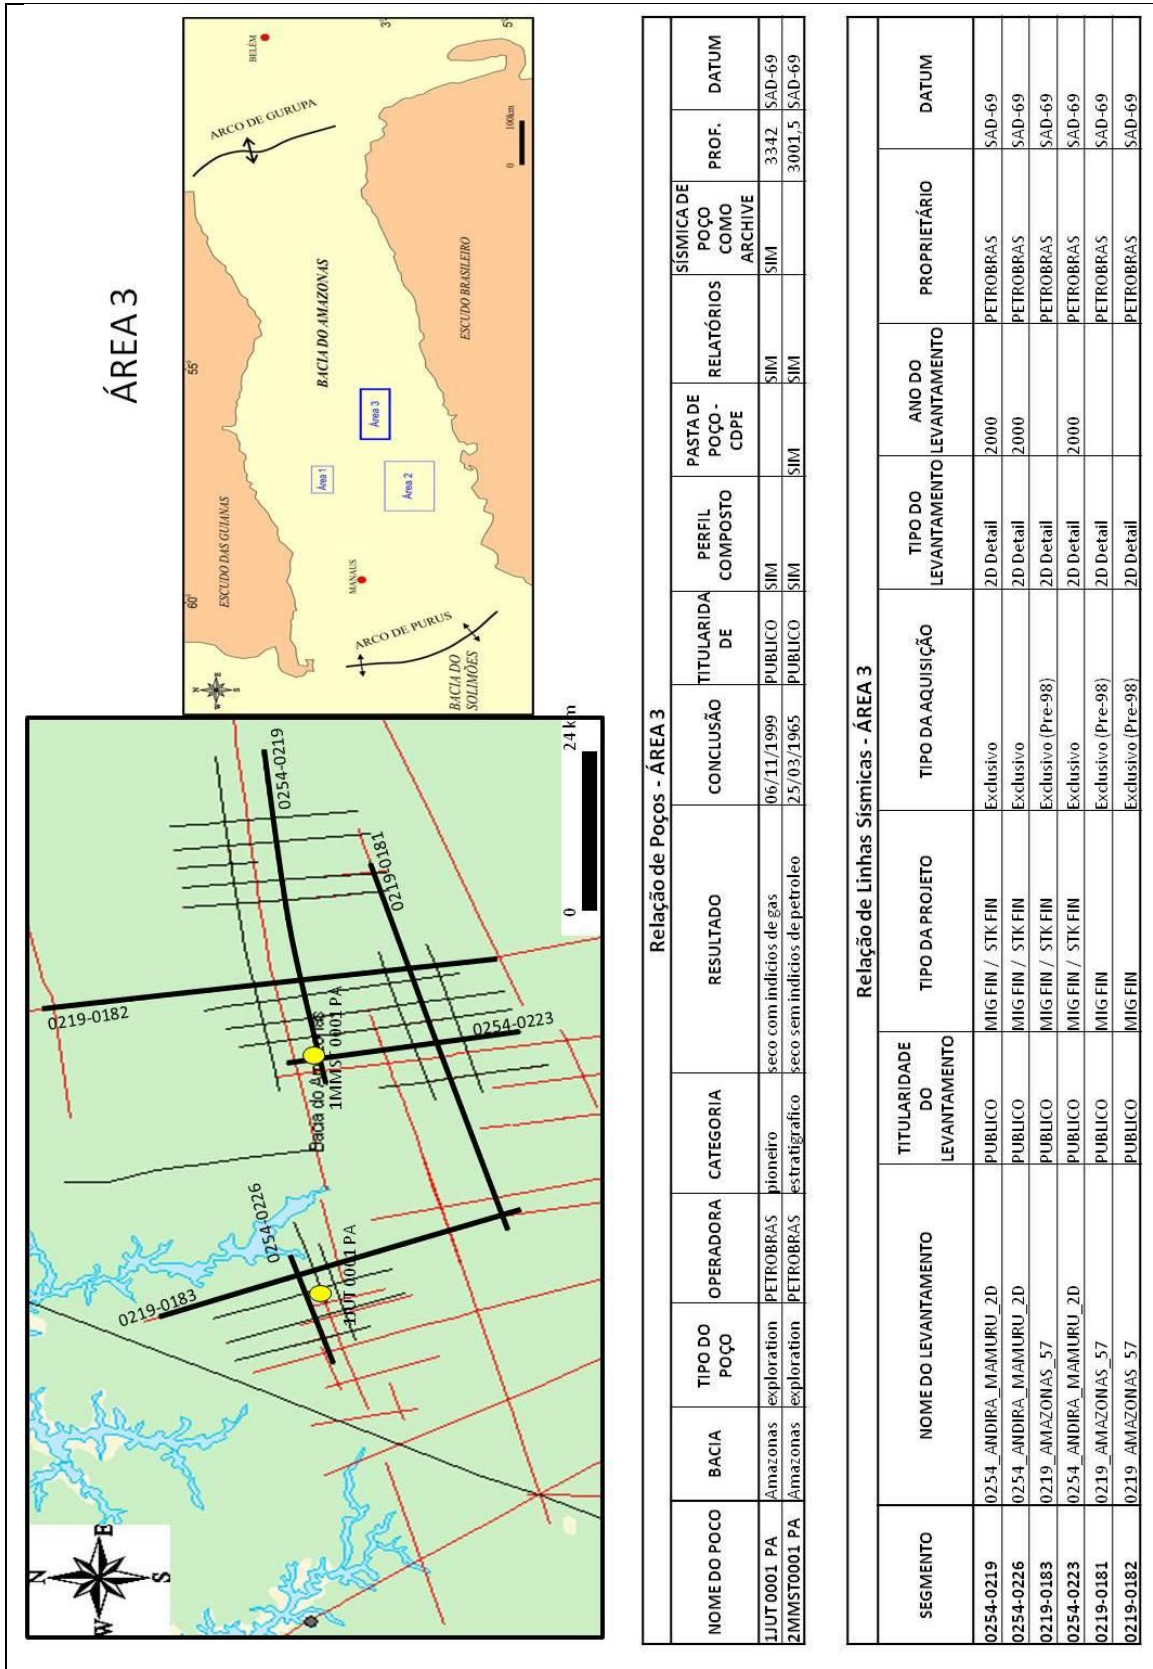 ÁREA 3
N
W
E
S
0219-0183
0254-0226
1JUT 0001 PA
Bacia do Amazonas
0219-0182
0254-0223
0254-0219
0219-0181
0
24 km
N
W
E
S
60⁰
55⁰
3⁰
5⁰
ESCUDO DAS GUIANAS
MANAUS
BELÉM
ARCO DE GURUPA
ARCO DE PURUS
BACIA DO
SOLIMÕES
BACIA DO AMAZONAS
Área 1
Área 2
Área 3
ESCUDO BRASILEIRO
0
100km
Relação de Poços - ÁREA 3
NOME DO POCO BACIA TIPO DO POÇO OPERADORA CATEGORIA RESULTADO CONCLUSÃO TITULARIDADE PERFIL COMPOSTO PASTA DE POÇO - CDPE RELATÓRIOS SÍSMICA DE POÇO COMO ARCHIVE PROF. DATUM
1JUT0001 PA Amazonas exploration PETROBRAS pioneiro seco com indicios de gas 06/11/1999 PUBLICO SIM SIM SIM 3342 SAD-69
2MMST0001 PA Amazonas exploration PETROBRAS estratigrafico seco sem indicios de petroleo 25/03/1965 PUBLICO SIM SIM SIM 3001,5 SAD-69
Relação de Linhas Sísmicas - ÁREA 3
SEGMENTO NOME DO LEVANTAMENTO TITULARIDADE DO LEVANTAMENTO TIPO DA PROJETO TIPO DA AQUISIÇÃO TIPO DO LEVANTAMENTO ANO DO LEVANTAMENTO PROPRIETÁRIO DATUM
0254-0219 0254_ANDIRA_MAMURU_2D PUBLICO MIG FIN / STK FIN Exclusivo 2D Detail 2000 PETROBRAS SAD-69
0254-0226 0254_ANDIRA_MAMURU_2D PUBLICO MIG FIN / STK FIN Exclusivo 2D Detail 2000 PETROBRAS SAD-69
0219-0183 0219_AMAZONAS_57 PUBLICO MIG FIN / STK FIN Exclusivo (Pre-98) 2D Detail PETROBRAS SAD-69
0254-0223 0254_ANDIRA_MAMURU_2D PUBLICO MIG FIN / STK FIN Exclusivo 2D Detail 2000 PETROBRAS SAD-69
0219-0181 0219_AMAZONAS_57 PUBLICO MIG FIN Exclusivo (Pre-98) 2D Detail PETROBRAS SAD-69
0219-0182 0219_AMAZONAS_57 PUBLICO MIG FIN Exclusivo (Pre-98) 2D Detail PETROBRAS SAD-69